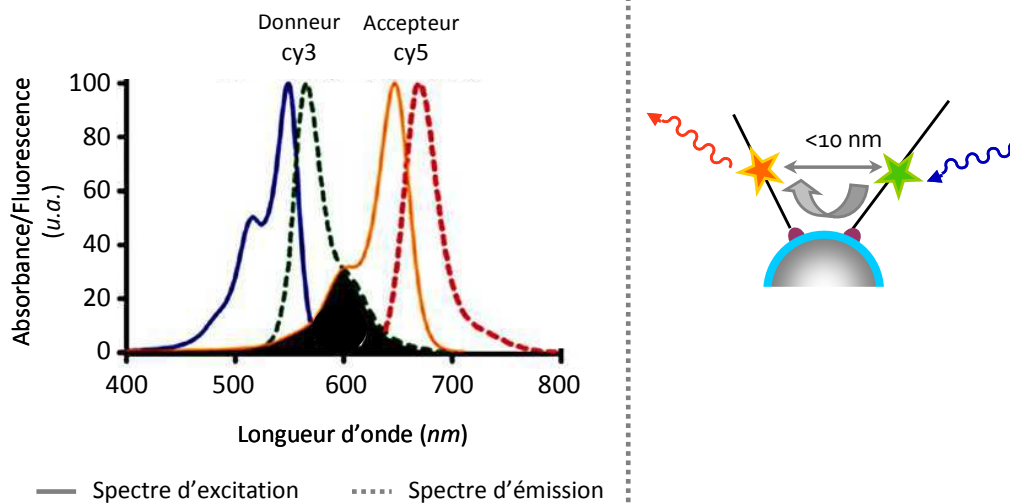 Donneur
cy3
Accepteur
cy5
Absorbance/Fluorescence
(u.a.)
100
80
60
40
20
0
400
500
600
700
800
Longueur d’onde (nm)
Spectre d’excitation
Spectre d’émission
<10 nm